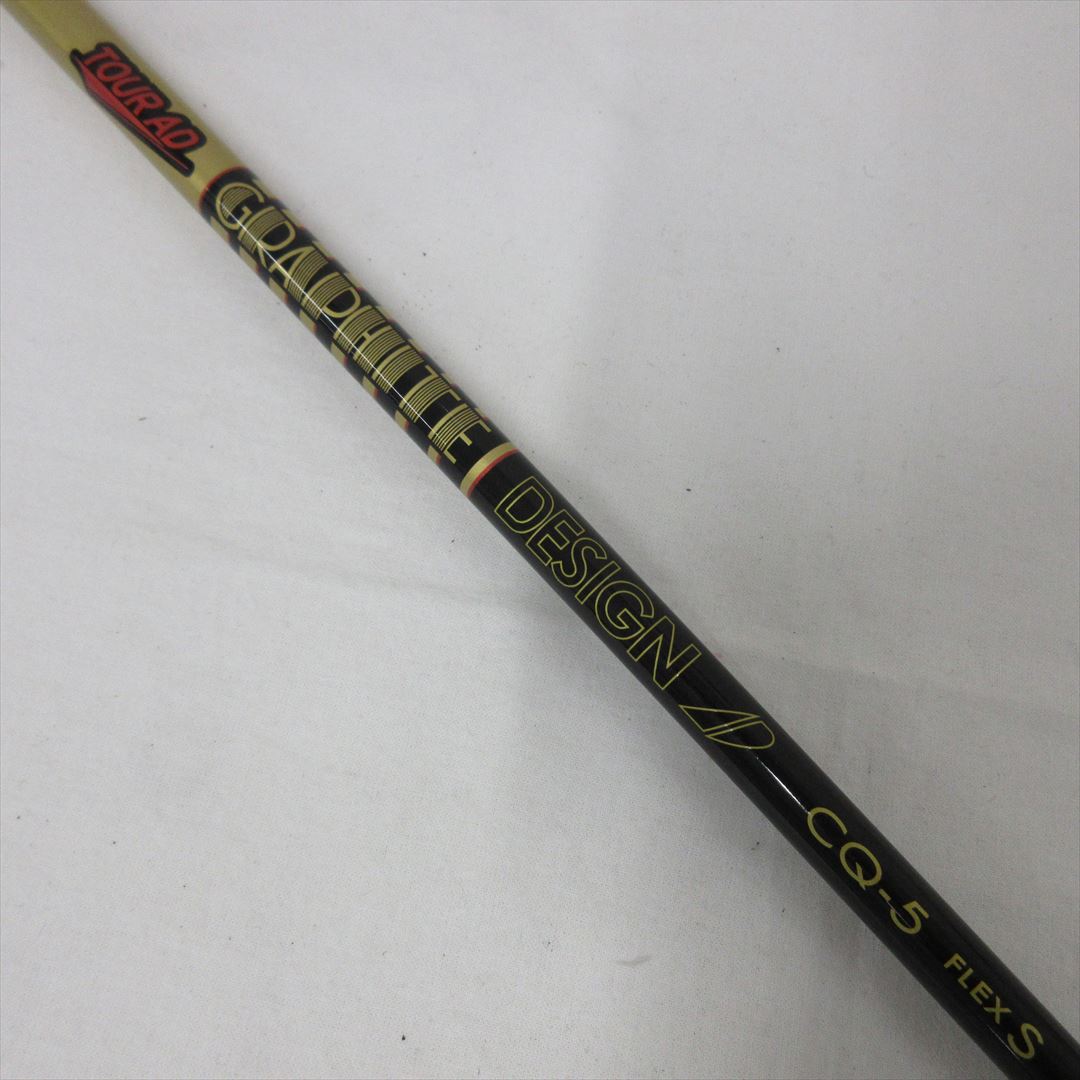 TOUR AD
GRAPHITE
DESIGN AD
CQ-5 FLEX S